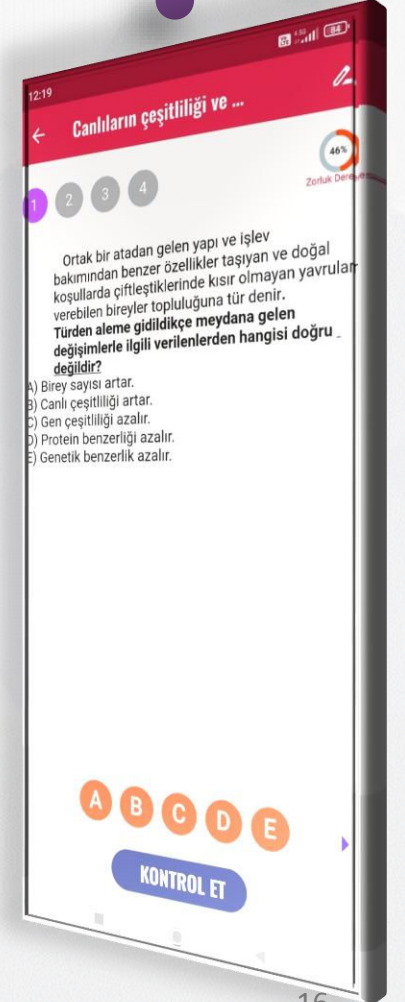 12:19
84
Canlıların çeşitliliği ve ...
1 2 3 4
46%
Ortak bir atadan gelen yapı ve işlev
bakımından benzer özellikler taşıyan ve doğal
koşullarda çiftleştiklerinde kısır olmayan yavrular
verebilen bireyler topluluğuna tür denir.
Türden aleme gidildikçe meydana gelen
değişimlerle ilgili verilenlerden hangisi doğru
değildir?
A) Birey sayısı artar.
B) Canlı çeşitliliği artar.
C) Gen çeşitliliği azalır.
D) Protein benzerliği azalır.
E) Genetik benzerlik azalır.
A B C D E
KONTROL ET
16